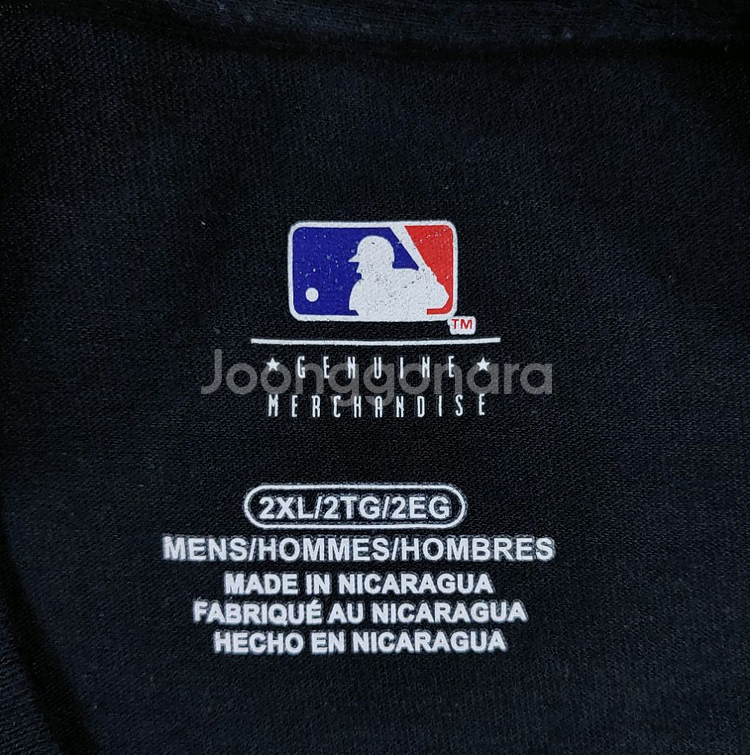 TM
★ GENUINE ★
Joonggonara
MERCHANDISE
2XL/2TG/2EG
MENS/HOMMES/HOMBRES
MADE IN NICARAGUA
FABRIQUÉ AU NICARAGUA
HECHO EN NICARAGUA